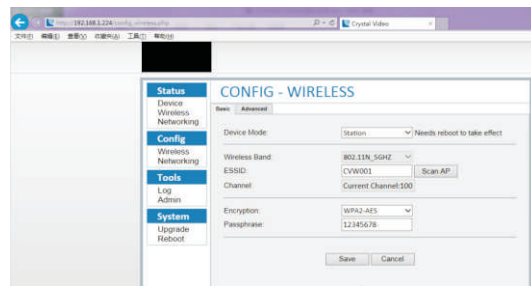 http://192.168.1.224/config_wireless.php
Crystal Video
文件(F) 编辑(E) 查看(V) 收藏夹(A) 工具(T) 帮助(H)
Status
Device
Wireless
Networking
Config
Wireless
Networking
Tools
Log
Admin
System
Upgrade
Reboot
CONFIG - WIRELESS
Basic Advanced
Device Mode: Station Needs reboot to take effect
Wireless Band: 802.11N_5GHZ
ESSID: CVW001 Scan AP
Channel Current Channel:100
Encryption: WPA2-AES
Passphrase: 12345678
Save Cancel